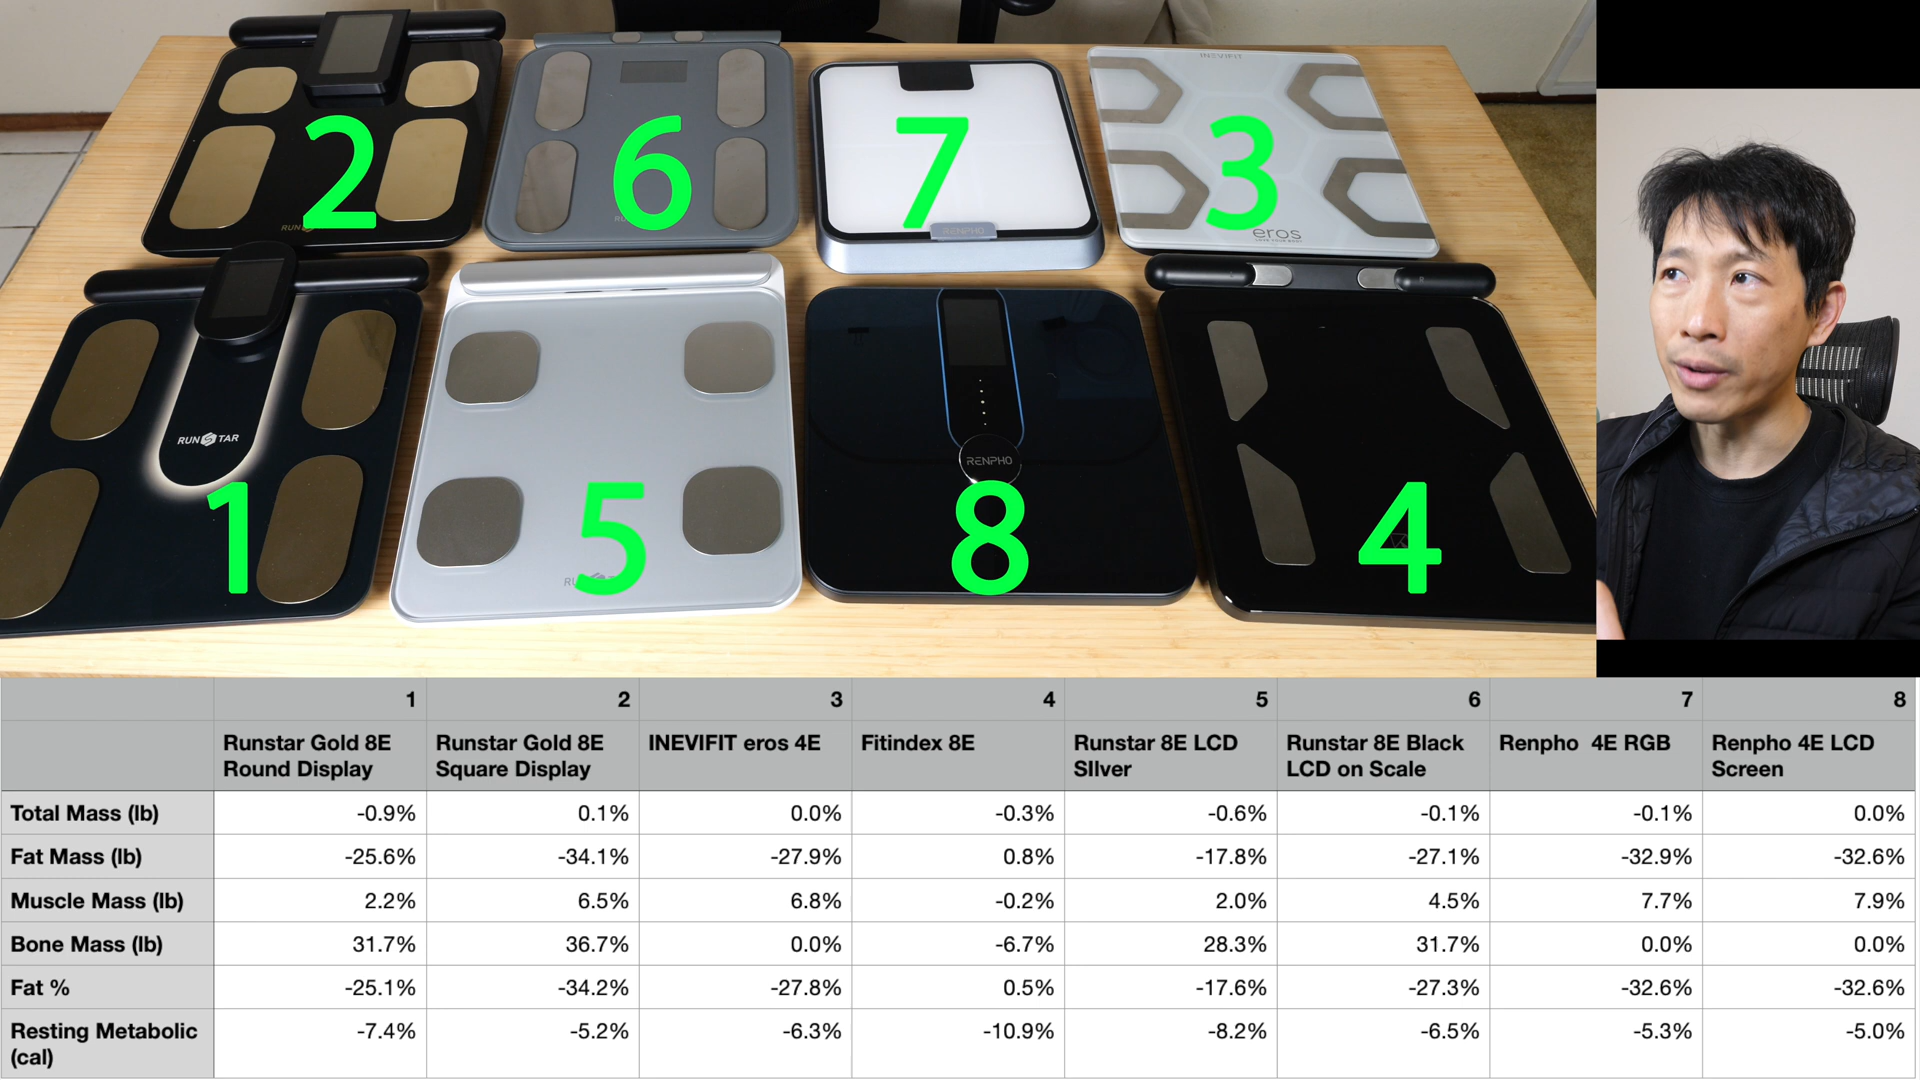 2
6
7
3
INEVIFIT
RUN
RENPHO
eros
RUN STAR
RENPHO
1
5
8
4
1 2 3 4 5 6 7 8
Runstar Gold 8E Round Display Runstar Gold 8E Square Display INEVIFIT eros 4E Fitindex 8E Runstar 8E LCD SIlver Runstar 8E Black LCD on Scale Renpho 4E RGB Renpho 4E LCD Screen
Total Mass (lb) -0.9% 0.1% 0.0% -0.3% -0.6% -0.1% -0.1% 0.0%
Fat Mass (lb) -25.6% -34.1% -27.9% 0.8% -17.8% -27.1% -32.9% -32.6%
Muscle Mass (lb) 2.2% 6.5% 6.8% -0.2% 2.0% 4.5% 7.7% 7.9%
Bone Mass (lb) 31.7% 36.7% 0.0% -6.7% 28.3% 31.7% 0.0% 0.0%
Fat % -25.1% -34.2% -27.8% 0.5% -17.6% -27.3% -32.6% -32.6%
Resting Metabolic (cal) -7.4% -5.2% -6.3% -10.9% -8.2% -6.5% -5.3% -5.0%